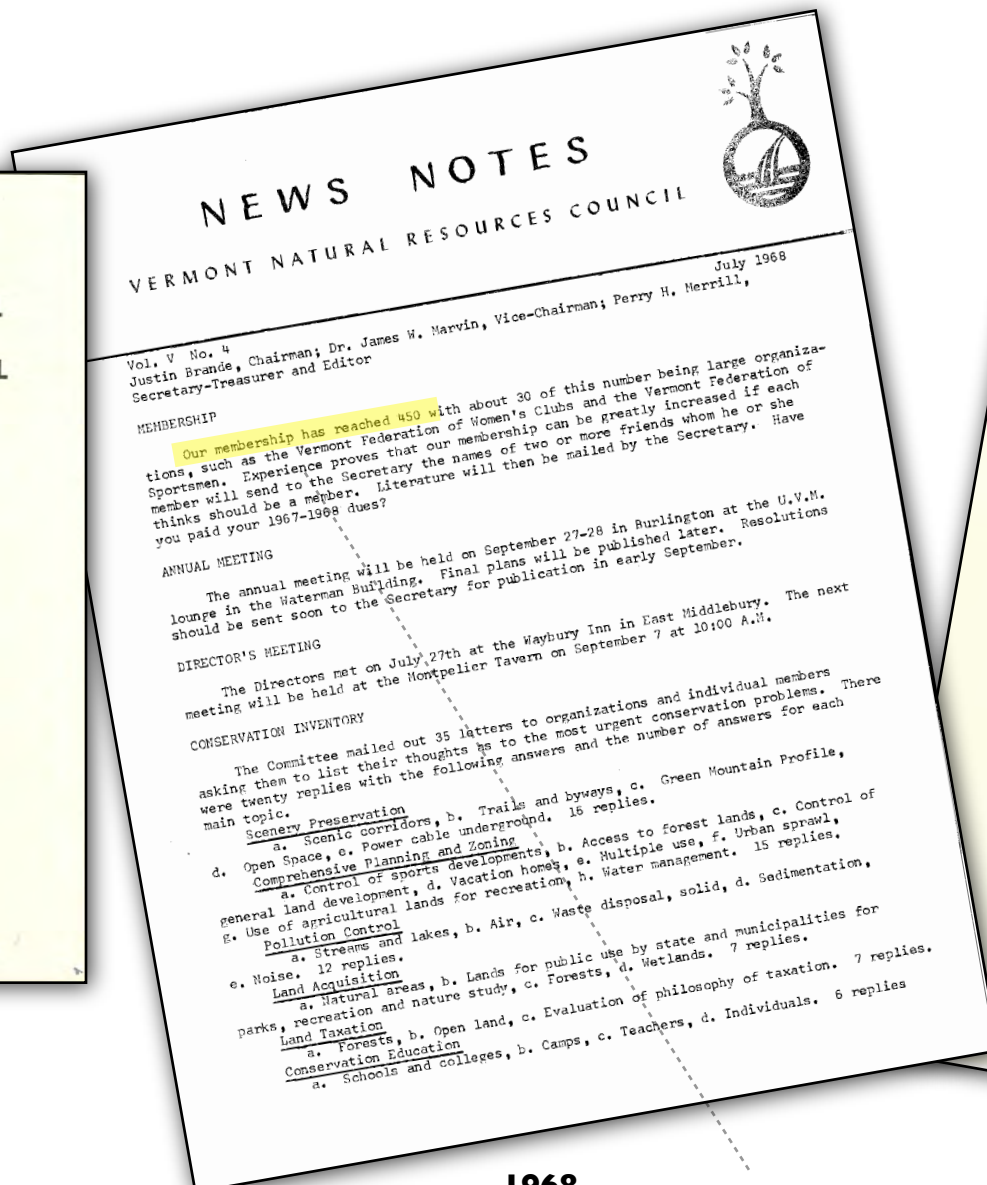 NEWS NOTES
VERMONT NATURAL RESOURCES COUNCIL
July 1968
Vol. V No. 4
Justin Brande, Chairman; Dr. James W. Marvin, Vice-Chairman; Perry H. Merrill,
Secretary-Treasurer and Editor
MEMBERSHIP
Our membership has reached 450 with about 30 of this number being large organiza-
tions, such as the Vermont Federation of Women's Clubs and the Vermont Federation of
Sportsmen. Experience proves that our membership can be greatly increased if each
member will send to the Secretary the names of two or more friends whom he or she
thinks should be a member. Literature will then be mailed by the Secretary. Have
you paid your 1967-1968 dues?
ANNUAL MEETING
The annual meeting will be held on September 27-28 in Burlington at the U.V.M.
lounge in the Waterman Building. Final plans will be published later. Resolutions
should be sent soon to the Secretary for publication in early September.
DIRECTOR'S MEETING
The Directors met on July 27th at the Waybury Inn in East Middlebury. The next
meeting will be held at the Montpelier Tavern on September 7 at 10:00 A.M.
CONSERVATION INVENTORY
The Committee mailed out 35 letters to organizations and individual members
asking them to list their thoughts as to the most urgent conservation problems. There
were twenty replies with the following answers and the number of answers for each
main topic.
Scenery Preservation
a. Scenic corridors, b. Trails and byways, c. Green Mountain Profile,
d. Open Space, e. Power cable underground. 16 replies.
Comprehensive Planning and Zoning
a. Control of sports developments, b. Access to forest lands, c. Control of
general land development, d. Vacation homes, e. Multiple use, f. Urban sprawl,
g. Use of agricultural lands for recreation, h. Water management. 15 replies.
Pollution Control
a. Streams and lakes, b. Air, c. Waste disposal, solid, d. Sedimentation,
e. Noise. 12 replies.
Land Acquisition
a. Natural areas, b. Lands for public use by state and municipalities for
parks, recreation and nature study, c. Forests, d. Wetlands. 7 replies.
Land Taxation
a. Forests, b. Open land, c. Evaluation of philosophy of taxation. 7 replies.
Conservation Education
a. Schools and colleges, b. Camps, c. Teachers, d. Individuals. 6 replies
1968